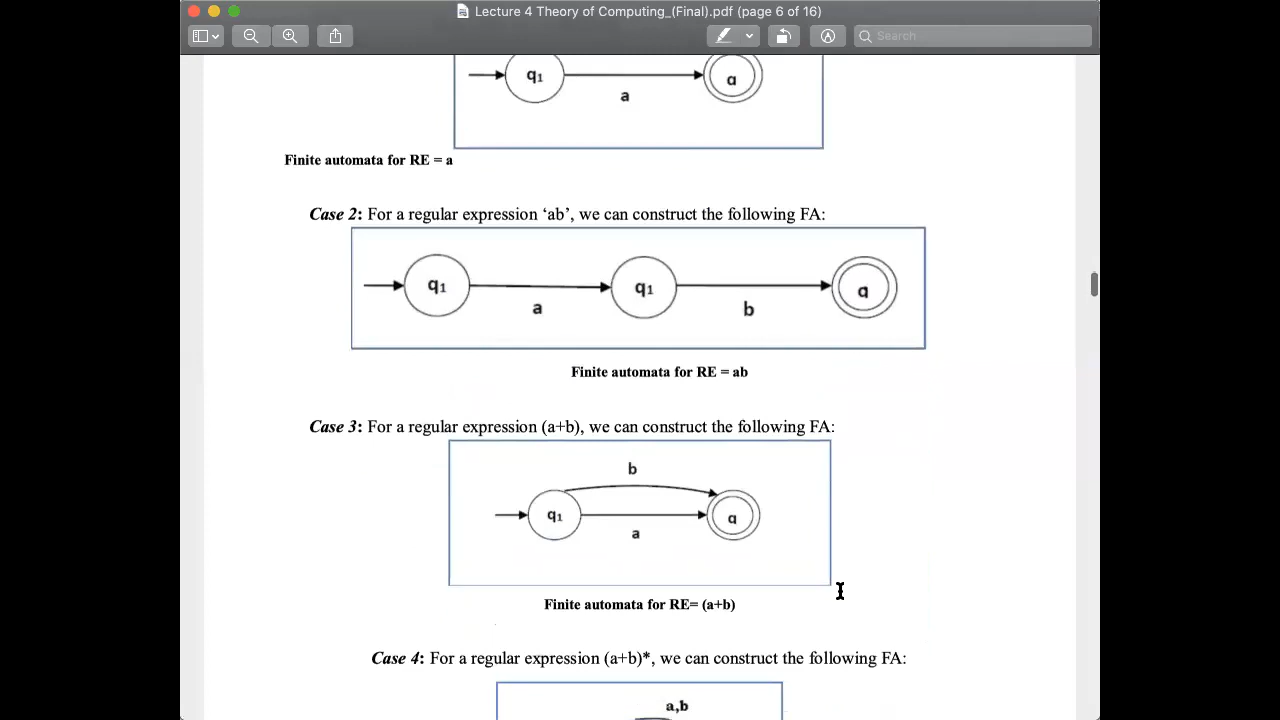 Lecture 4 Theory of Computing_(Final).pdf (page 6 of 16)
Search
q1
a
a
Finite automata for RE = a
Case 2: For a regular expression ‘ab’, we can construct the following FA:
q1
a
q1
b
q
Finite automata for RE = ab
Case 3: For a regular expression (a+b), we can construct the following FA:
b
q1
a
q
Finite automata for RE= (a+b)
Case 4: For a regular expression (a+b)*, we can construct the following FA:
a,b